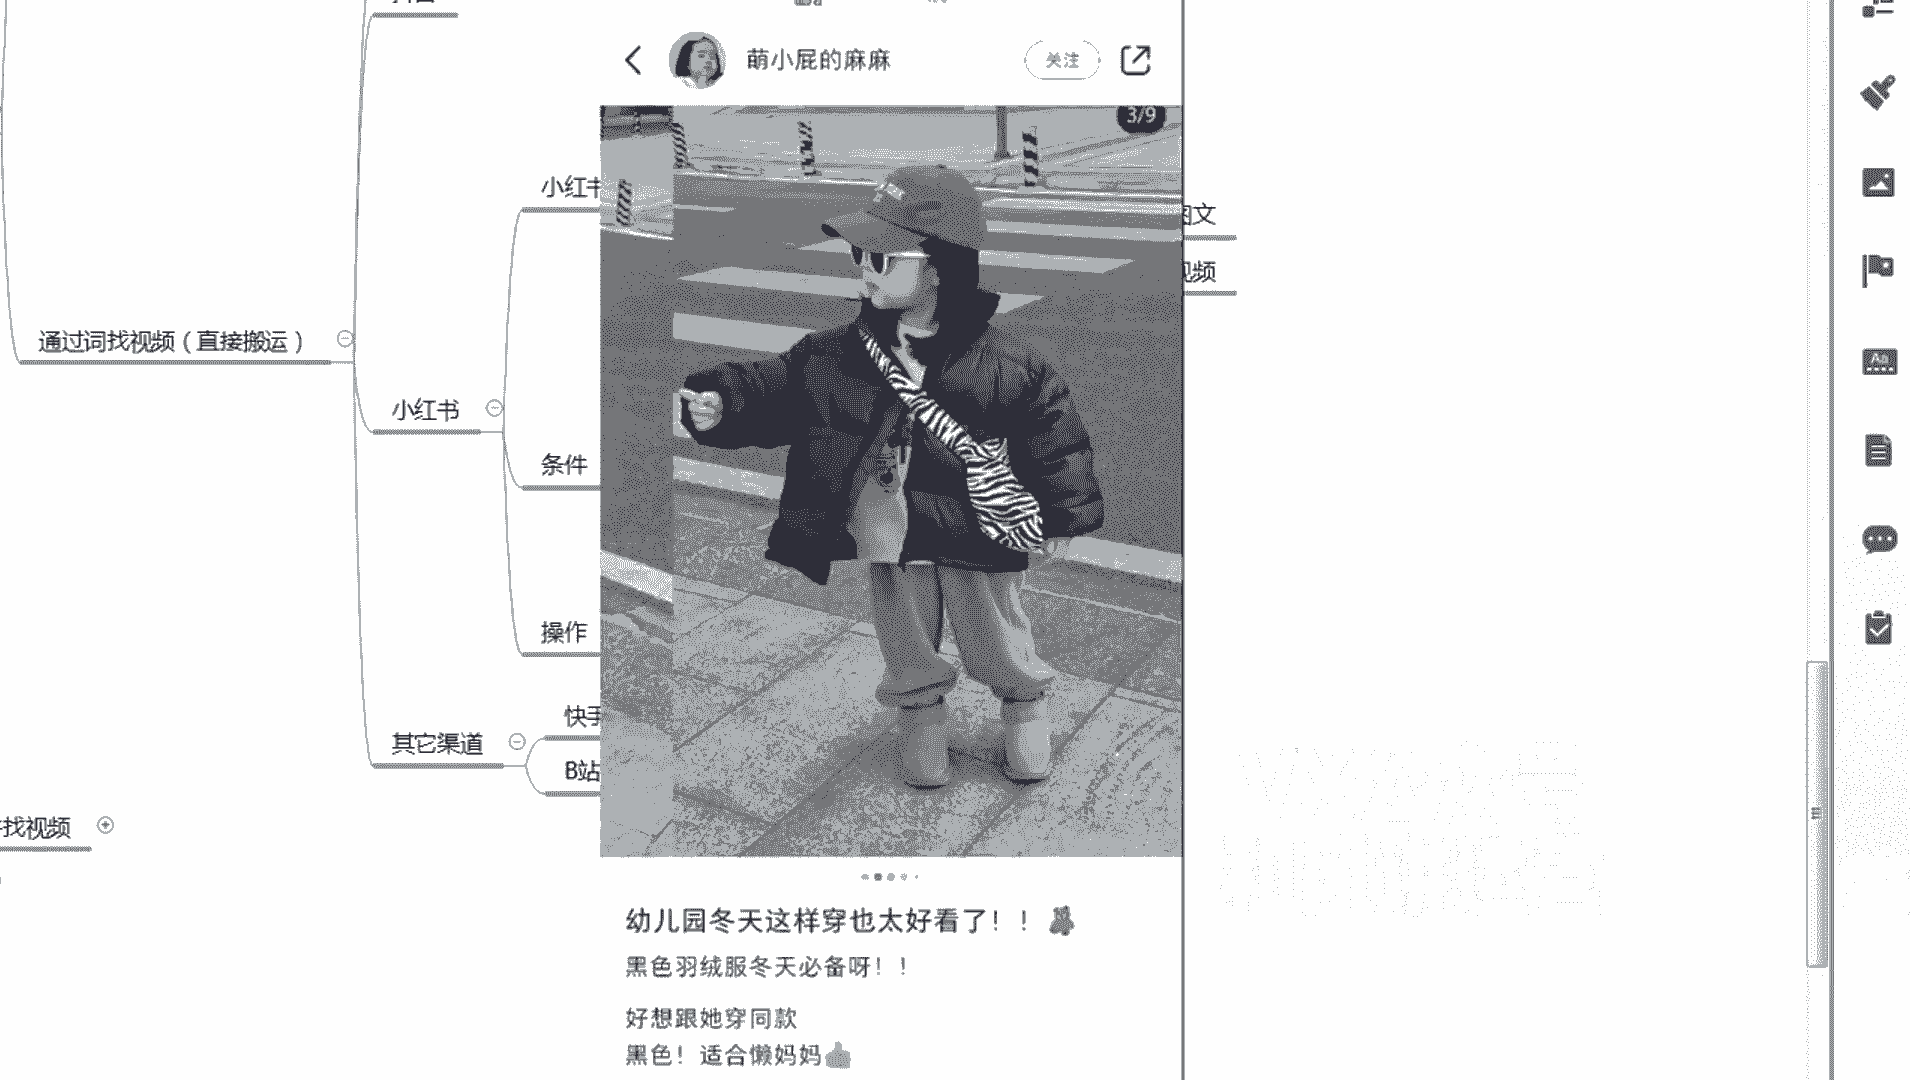 萌小屁的麻麻
关注
3/9
小红书
图文
视频
通过词找视频（直接搬运）
小红书
条件
操作
快手
其它渠道
B站
找视频
幼儿园冬天这样穿也太好看了！！
黑色羽绒服冬天必备呀！！
好想跟她穿同款
黑色！适合懒妈妈